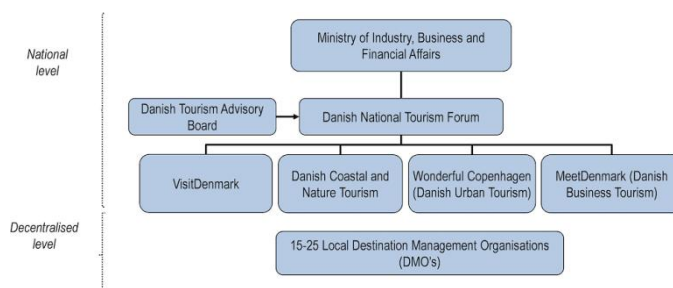 Ministry of Industry, Business and
Financial Affairs
National
level
Danish Tourism Advisory
Board
Danish National Tourism Forum
VisitDenmark
Danish Coastal and
Nature Tourism
Wonderful Copenhagen
(Danish Urban Tourism)
MeetDenmark (Danish
Business Tourism)
Decentralised
level
15-25 Local Destination Management Organisations
(DMO's)